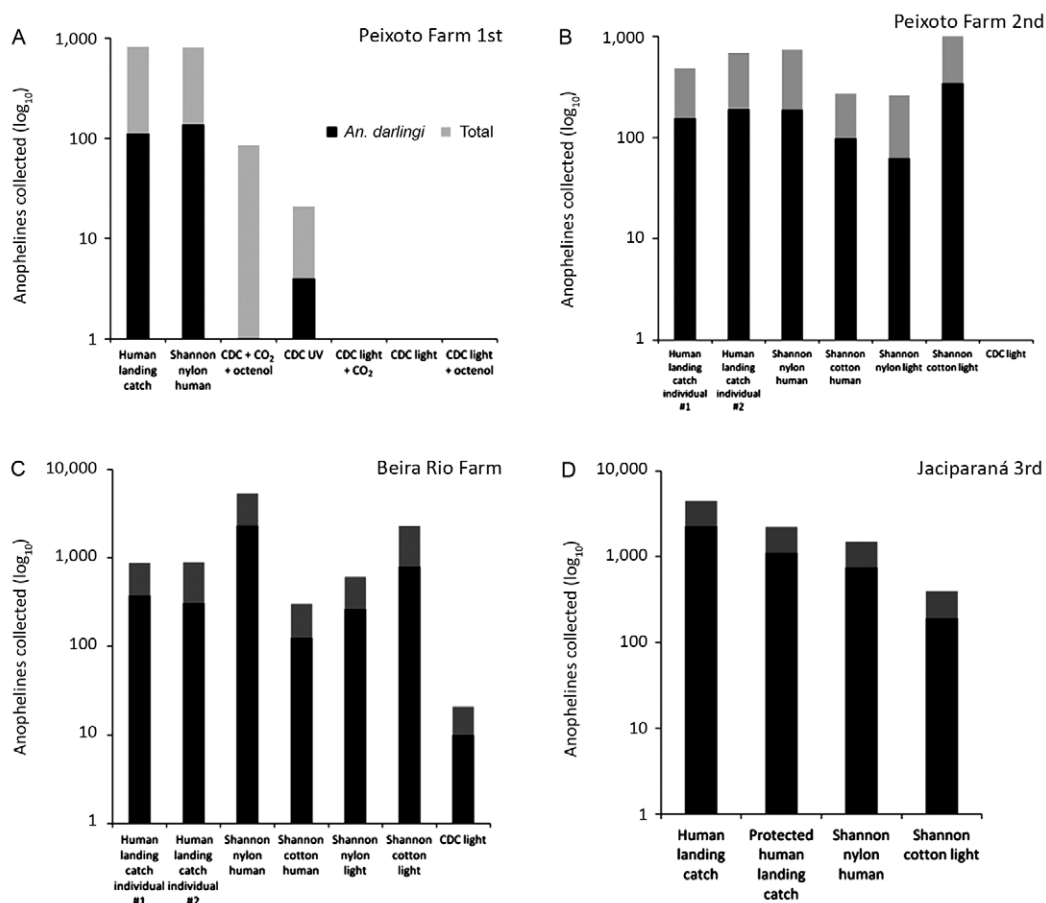 A
Peixoto Farm 1st
Anophelines collected (log10)
1,000
100
10
1
An. darlingi
Total
Human
landing
catch
Shannon
nylon
human
CDC + CO2
+ octenol
CDC UV
CDC light
+ CO2
CDC light
CDC light
+ octenol
B
Peixoto Farm 2nd
Anophelines collected (log10)
1,000
100
10
1
Human
landing
catch
individual
#1
Human
landing
catch
individual
#2
Shannon
nylon
human
Shannon
cotton
human
Shannon
nylon light
Shannon
cotton light
CDC light
C
Beira Rio Farm
Anophelines collected (log10)
10,000
1,000
100
10
1
Human
landing
catch
individual
#1
Human
landing
catch
individual
#2
Shannon
nylon
human
Shannon
cotton
human
Shannon
nylon
light
Shannon
cotton
light
CDC light
D
Jaciparaná 3rd
Anophelines collected (log10)
10,000
1,000
100
10
1
Human
landing
catch
Protected
human
landing
catch
Shannon
nylon
human
Shannon
cotton light